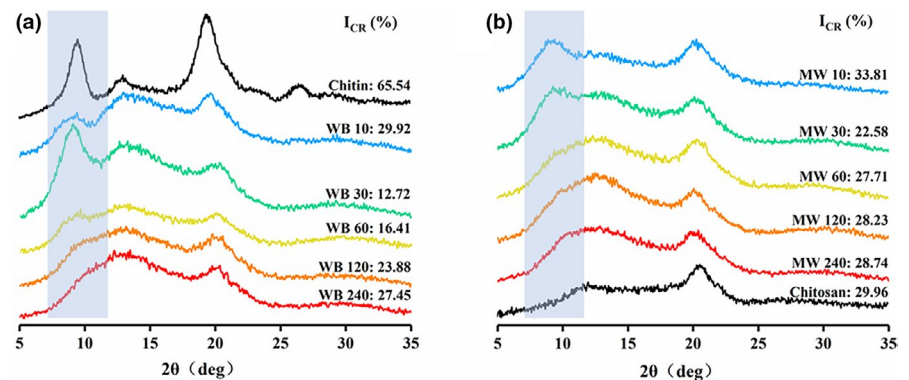 (a)
I_CR (%)
Chitin: 65.54
WB 10: 29.92
WB 30: 12.72
WB 60: 16.41
WB 120: 23.88
WB 240: 27.45
5 10 15 20 25 30 35
2θ（deg）
(b)
I_CR (%)
MW 10: 33.81
MW 30: 22.58
MW 60: 27.71
MW 120: 28.23
MW 240: 28.74
Chitosan: 29.96
5 10 15 20 25 30 35
2θ（deg）